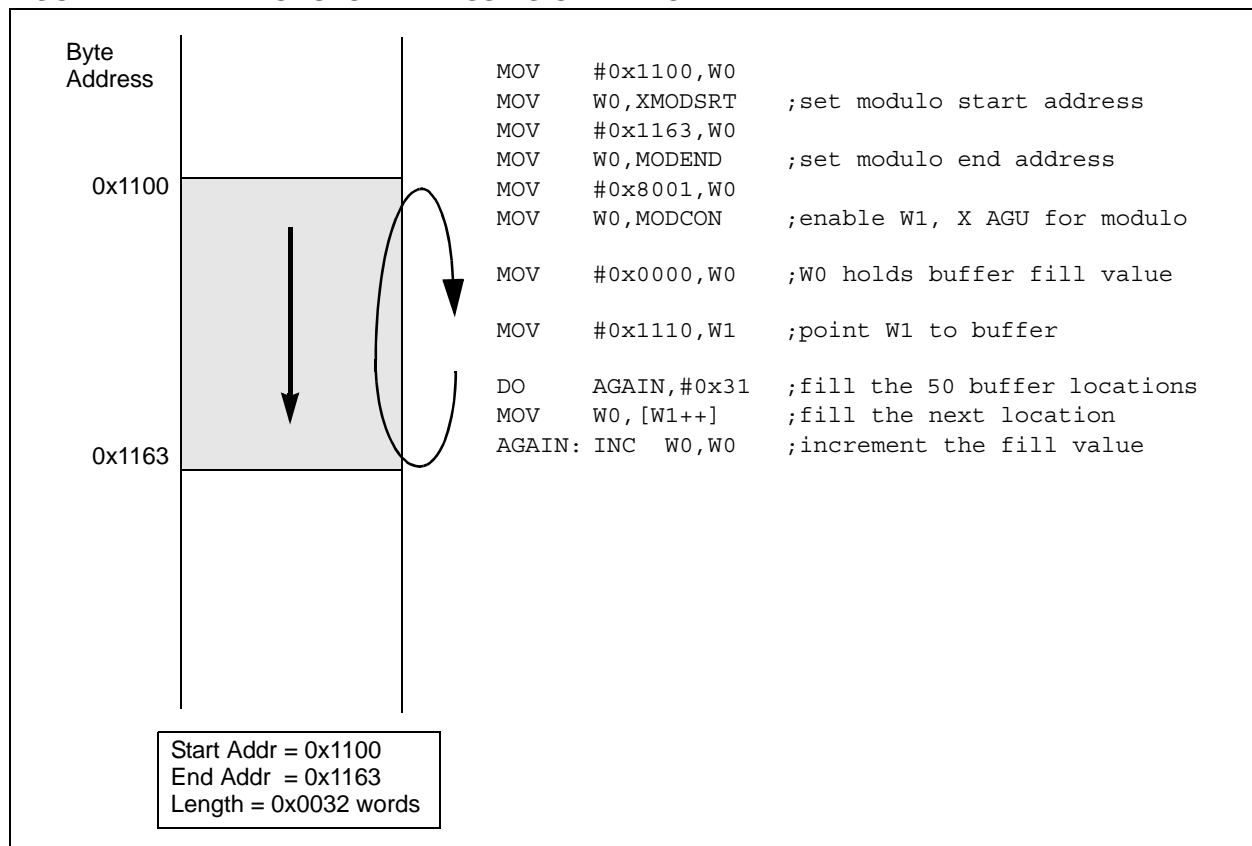 Byte
Address
0x1100
0x1163
MOV #0x1100,W0
MOV W0,XMODSRT ;set modulo start address
MOV #0x1163,W0
MOV W0,MODEND ;set modulo end address
MOV #0x8001,W0
MOV W0,MODCON ;enable W1, X AGU for modulo
MOV #0x0000,W0 ;W0 holds buffer fill value
MOV #0x1110,W1 ;point W1 to buffer
DO AGAIN,#0x31 ;fill the 50 buffer locations
MOV W0,[W1++] ;fill the next location
AGAIN: INC W0,W0 ;increment the fill value
Start Addr = 0x1100
End Addr = 0x1163
Length = 0x0032 words